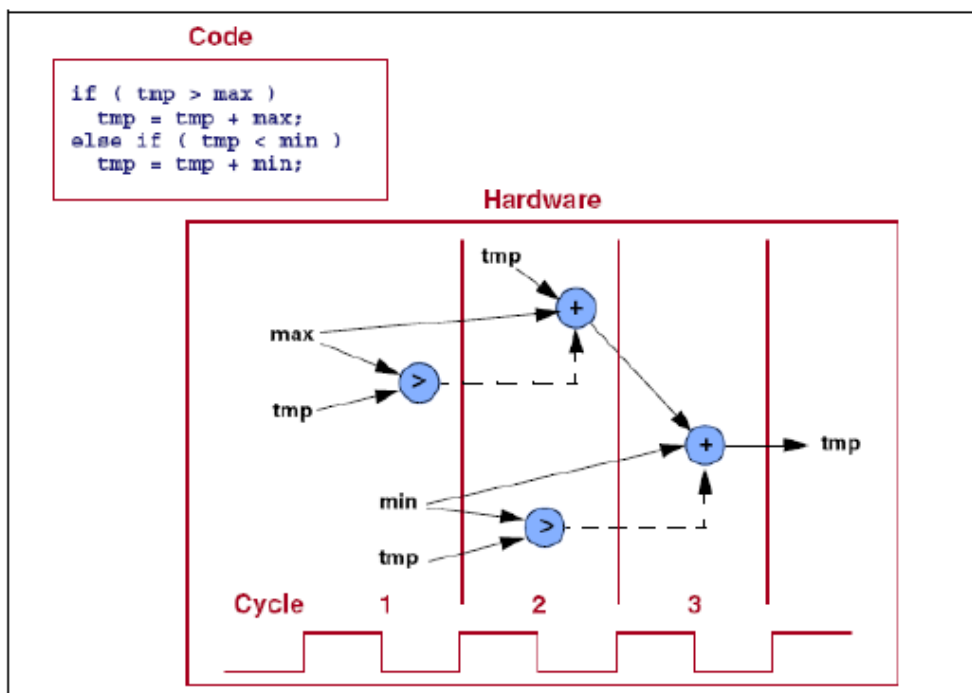 Code
if ( tmp > max )
tmp = tmp + max;
else if ( tmp < min )
tmp = tmp + min;
Hardware
tmp
+
max
>
tmp
+
tmp
min
>
tmp
Cycle 1 2 3